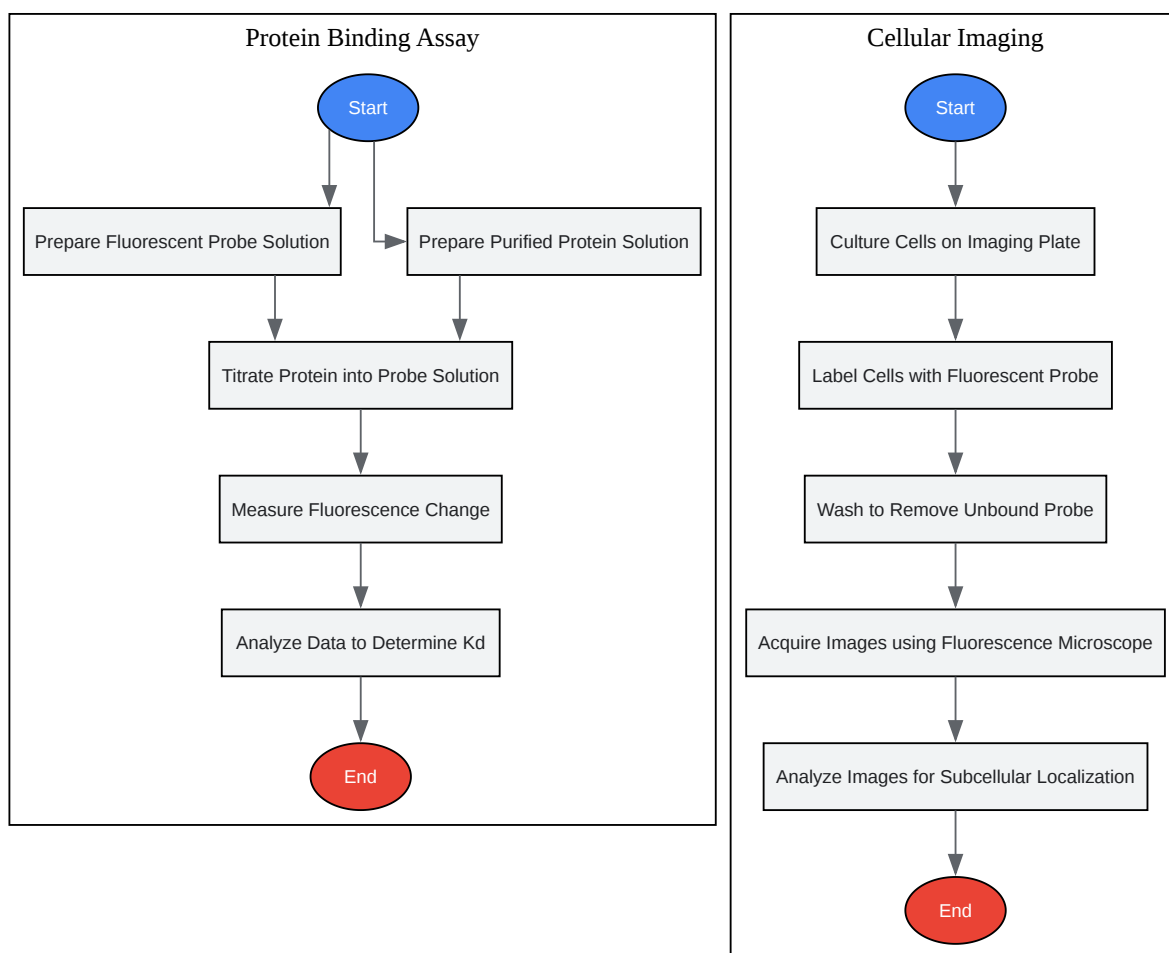 Protein Binding Assay
Start
Prepare Fluorescent Probe Solution
Prepare Purified Protein Solution
Titrate Protein into Probe Solution
Measure Fluorescence Change
Analyze Data to Determine Kd
End
Cellular Imaging
Start
Culture Cells on Imaging Plate
Label Cells with Fluorescent Probe
Wash to Remove Unbound Probe
Acquire Images using Fluorescence Microscope
Analyze Images for Subcellular Localization
End